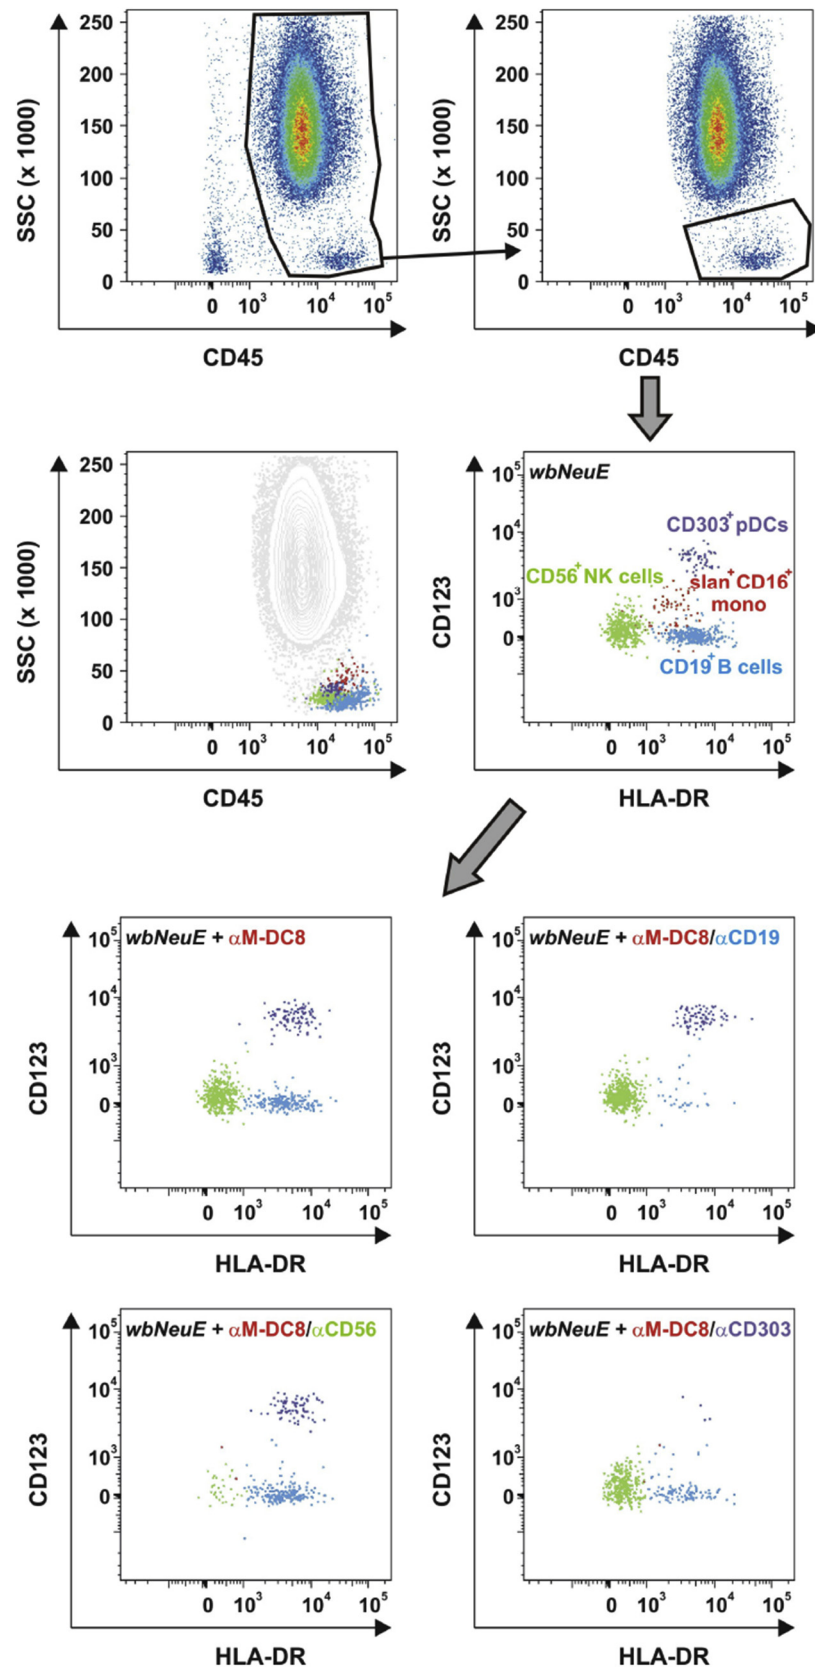 250
200
150
100
50
0
SSC (x 1000)
0 10³ 10⁴ 10⁵
CD45
250
200
150
100
50
0
SSC (x 1000)
0 10³ 10⁴ 10⁵
CD45
250
200
150
100
50
0
SSC (x 1000)
0 10³ 10⁴ 10⁵
CD45
wbNeuE
CD303⁺ pDCs
CD56⁺ NK cells
slan⁺ CD16⁺
mono
CD19⁺ B cells
10⁵
10⁴
10³
0
CD123
0 10³ 10⁴ 10⁵
HLA-DR
wbNeuE + αM-DC8
10⁵
10⁴
10³
0
CD123
0 10³ 10⁴ 10⁵
HLA-DR
wbNeuE + αM-DC8/αCD19
10⁵
10⁴
10³
0
CD123
0 10³ 10⁴ 10⁵
HLA-DR
wbNeuE + αM-DC8/αCD56
10⁵
10⁴
10³
0
CD123
0 10³ 10⁴ 10⁵
HLA-DR
wbNeuE + αM-DC8/αCD303
10⁵
10⁴
10³
0
CD123
0 10³ 10⁴ 10⁵
HLA-DR